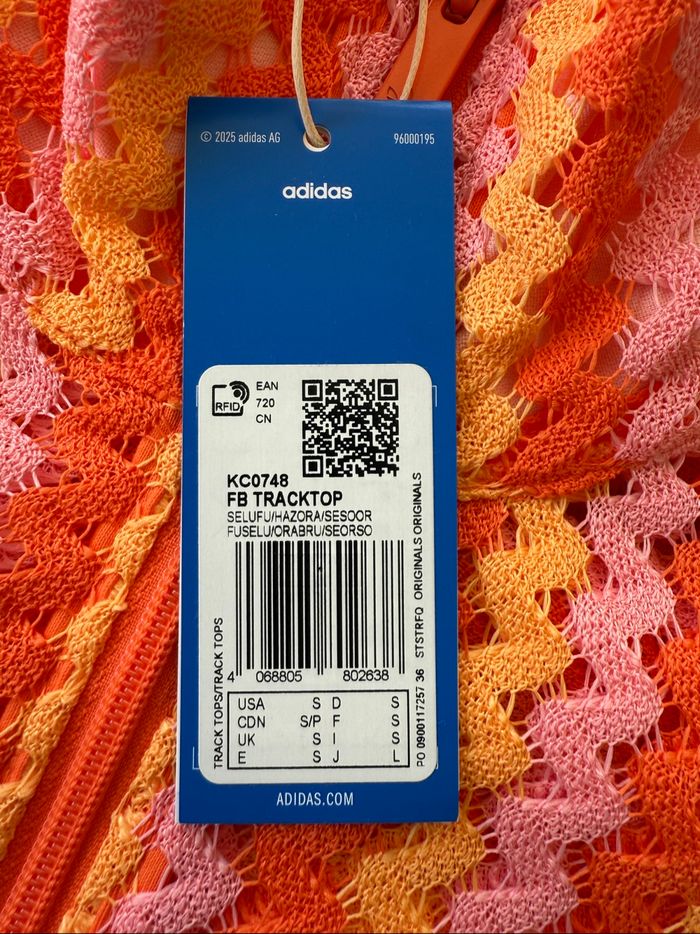 © 2025 adidas AG
96000195
adidas
RFID
EAN
720
CN
KC0748
FB TRACKTOP
SELUFU/HAZORA/SESOOR
FUSELU/ORABRU/SEORSO
4 068805 802638
USA S D S
CDN S/P F S
UK S I S
E S J L
TRACK TOPS/TRACK TOPS
PO 0900117257 36 STSTRFQ ORIGINALS ORIGINALS
ADIDAS.COM